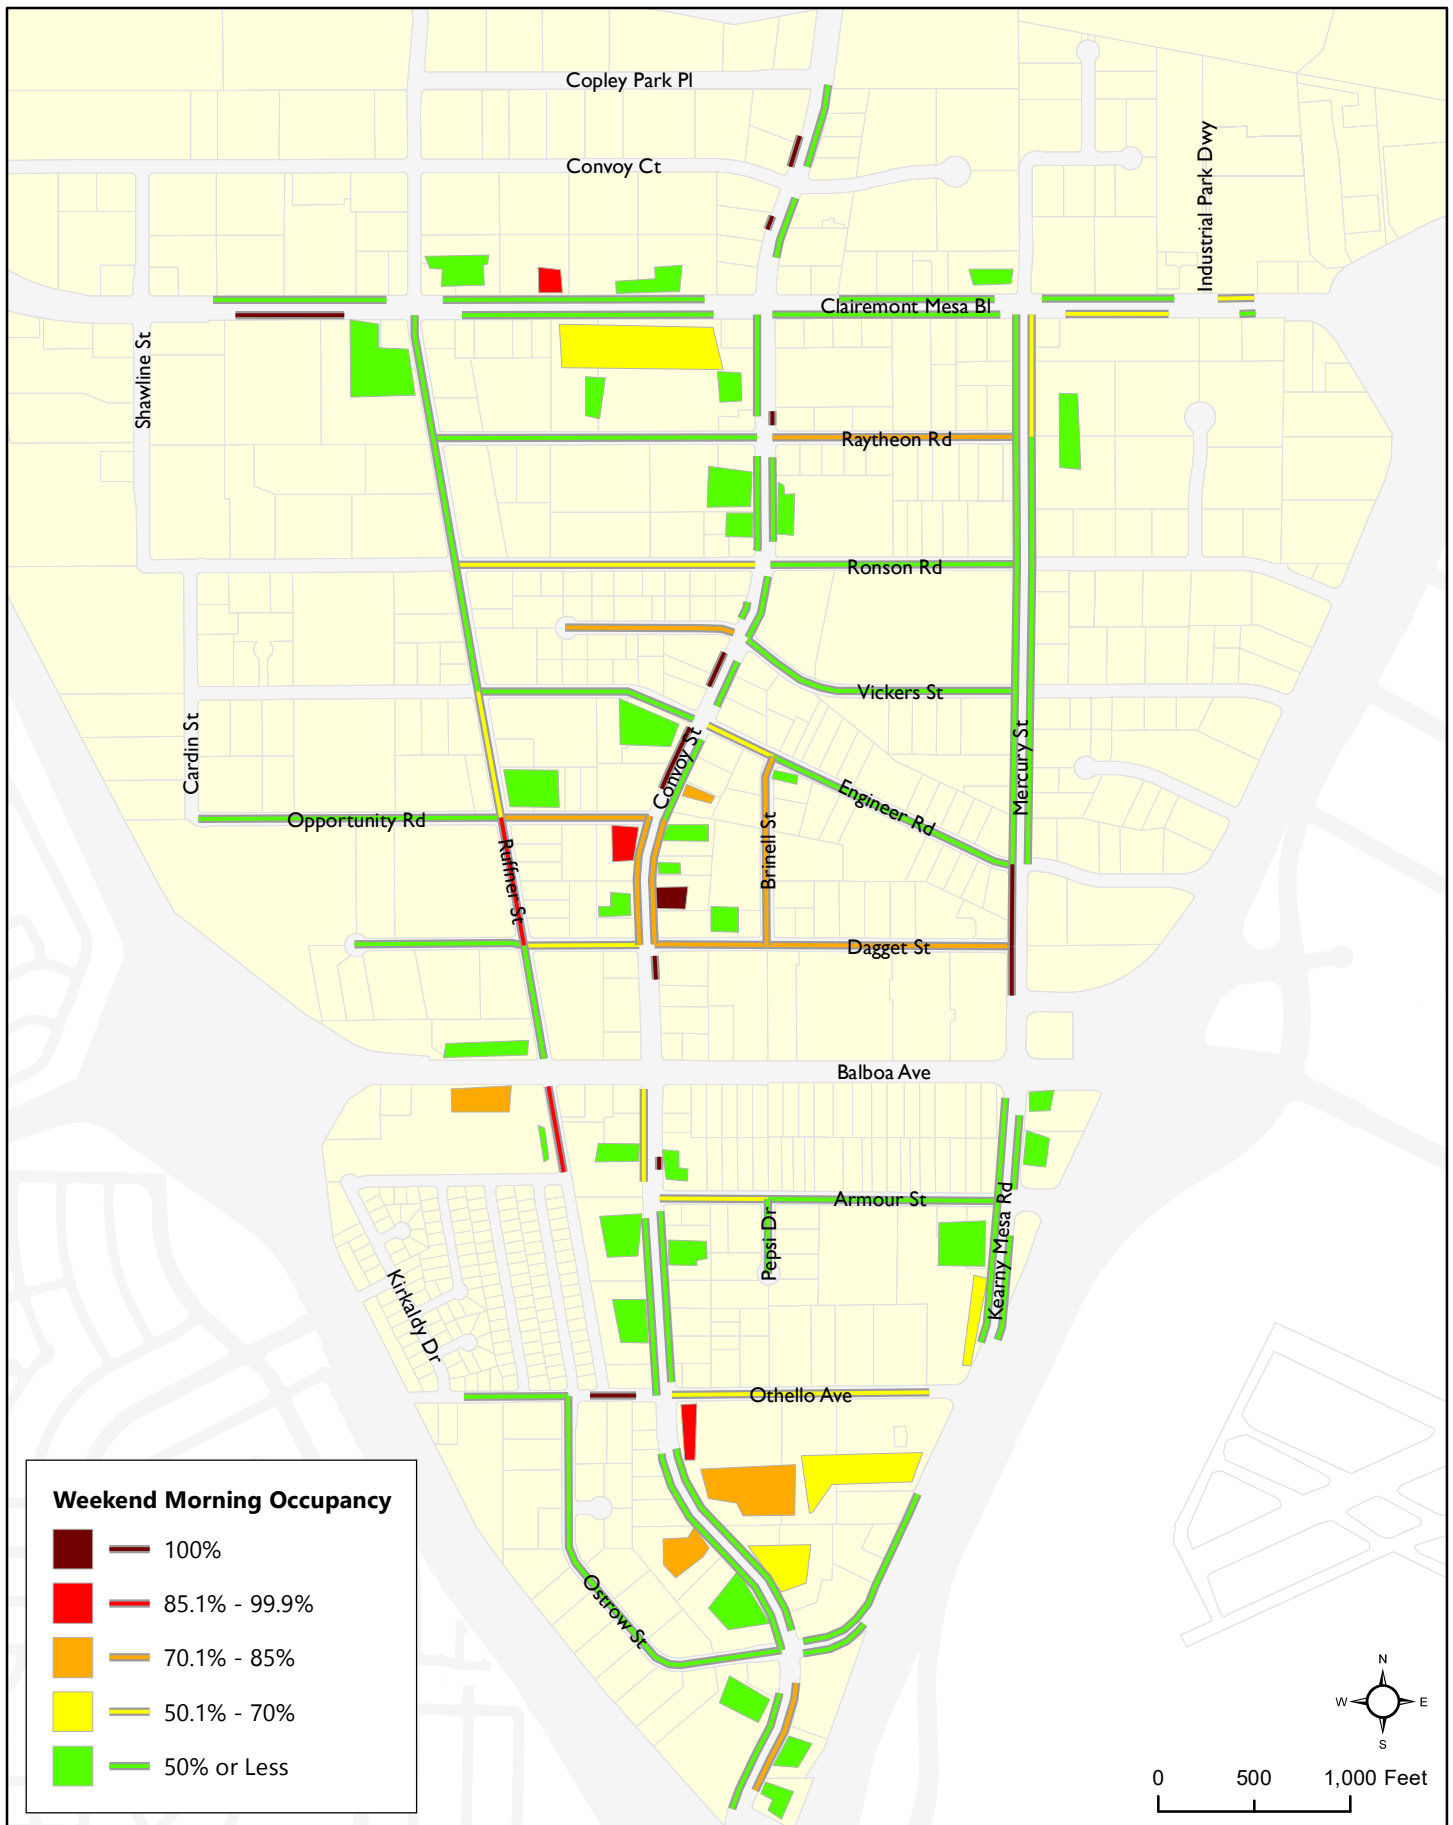 Copley Park Pl
Convoy Ct
Industrial Park Dwy
Clairemont Mesa Bl
Shawline St
Raytheon Rd
Ronson Rd
Vickers St
Cardin St
Convoy St
Mercury St
Engineer Rd
Opportunity Rd
Brinell St
Ruffner St
Dagget St
Balboa Ave
Armour St
Pepsi Dr
Kearny Mesa Rd
Kirkaldy Dr
Othello Ave
Ostrow St
Weekend Morning Occupancy
100%
85.1% - 99.9%
70.1% - 85%
50.1% - 70%
50% or Less
N
W E
S
0 500 1,000 Feet